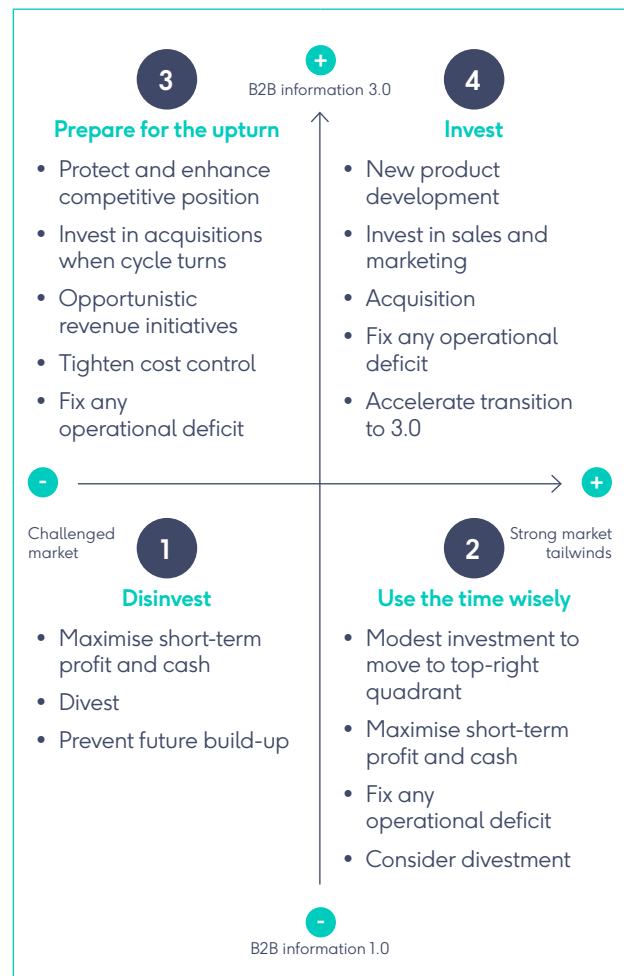 +
B2B information 3.0
3
Prepare for the upturn
• Protect and enhance
competitive position
• Invest in acquisitions
when cycle turns
• Opportunistic
revenue initiatives
• Tighten cost control
• Fix any
operational deficit
4
Invest
• New product
development
• Invest in sales and
marketing
• Acquisition
• Fix any operational
deficit
• Accelerate transition
to 3.0
-
Challenged
market
+
Strong market
tailwinds
1
Disinvest
• Maximise short-term
profit and cash
• Divest
• Prevent future build-up
2
Use the time wisely
• Modest investment to
move to top-right
quadrant
• Maximise short-term
profit and cash
• Fix any
operational deficit
• Consider divestment
-
B2B information 1.0